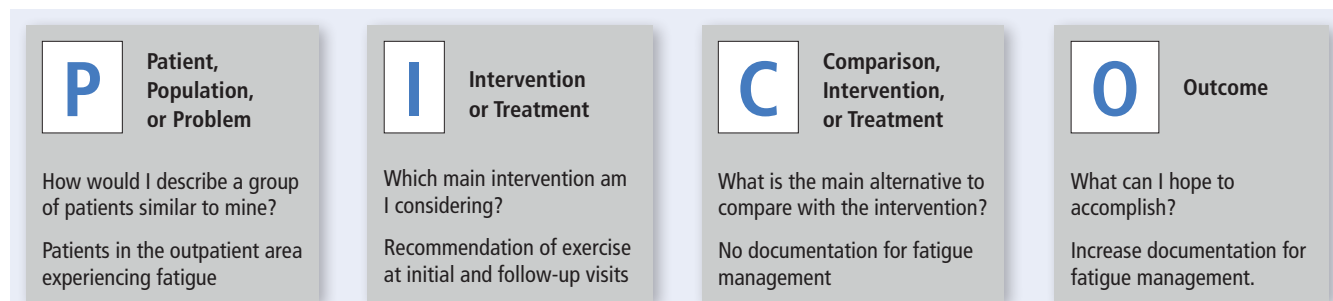 P
Patient,
Population,
or Problem
How would I describe a group
of patients similar to mine?
Patients in the outpatient area
experiencing fatigue
I
Intervention
or Treatment
Which main intervention am
I considering?
Recommendation of exercise
at initial and follow-up visits
C
Comparison,
Intervention,
or Treatment
What is the main alternative to
compare with the intervention?
No documentation for fatigue
management
O
Outcome
What can I hope to
accomplish?
Increase documentation for
fatigue management.